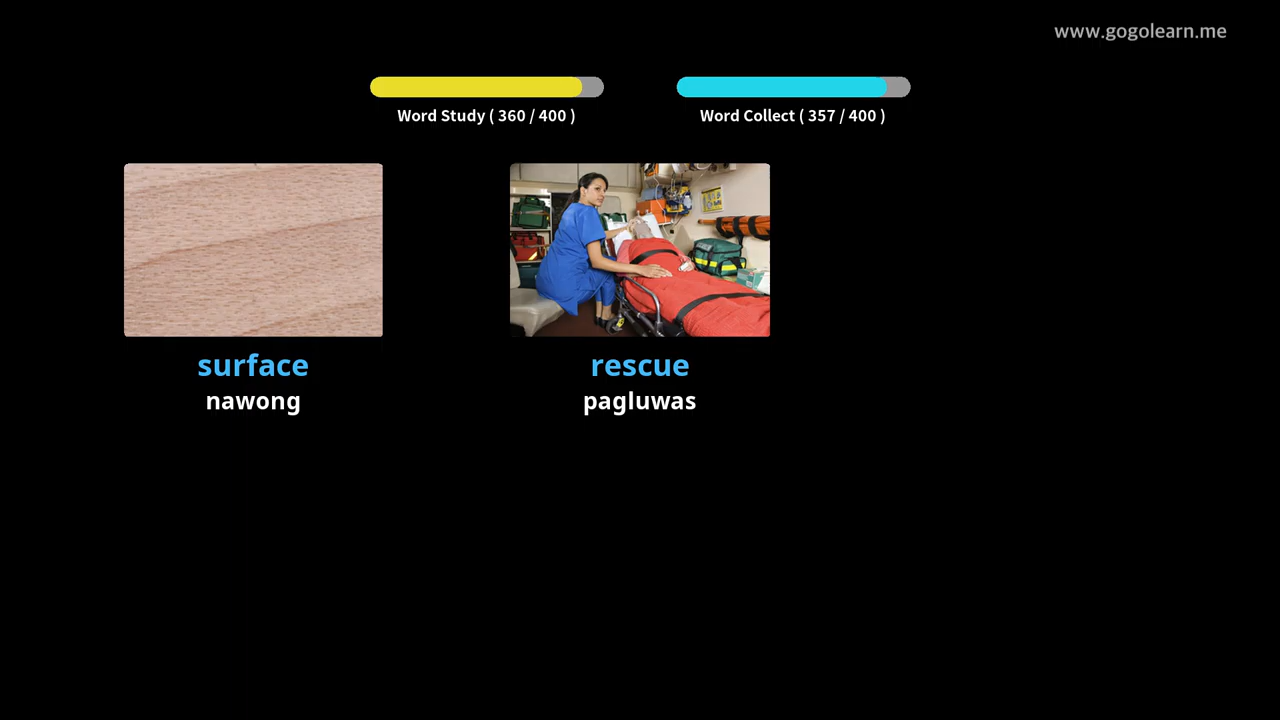 www.gogolearn.me
Word Study ( 360 / 400 )
Word Collect ( 357 / 400 )
surface
nawong
rescue
pagluwas